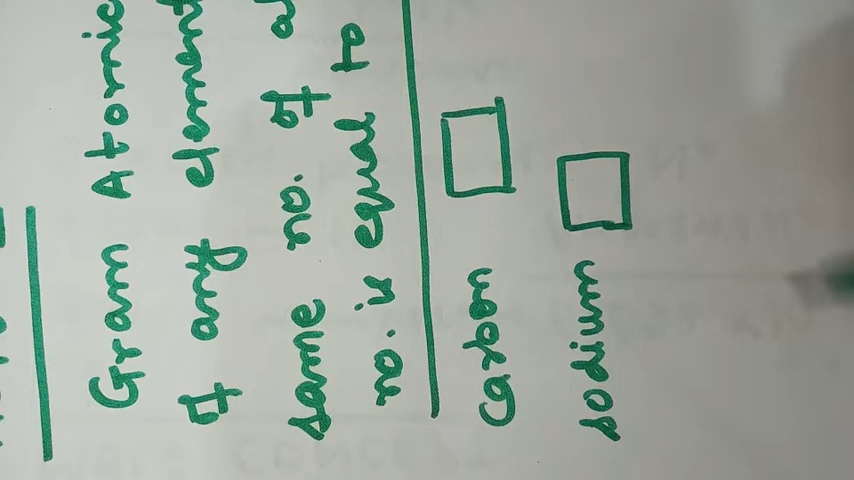 Gram Atomic
of any element
same no. of a
no. is equal to
Carbon
sodium